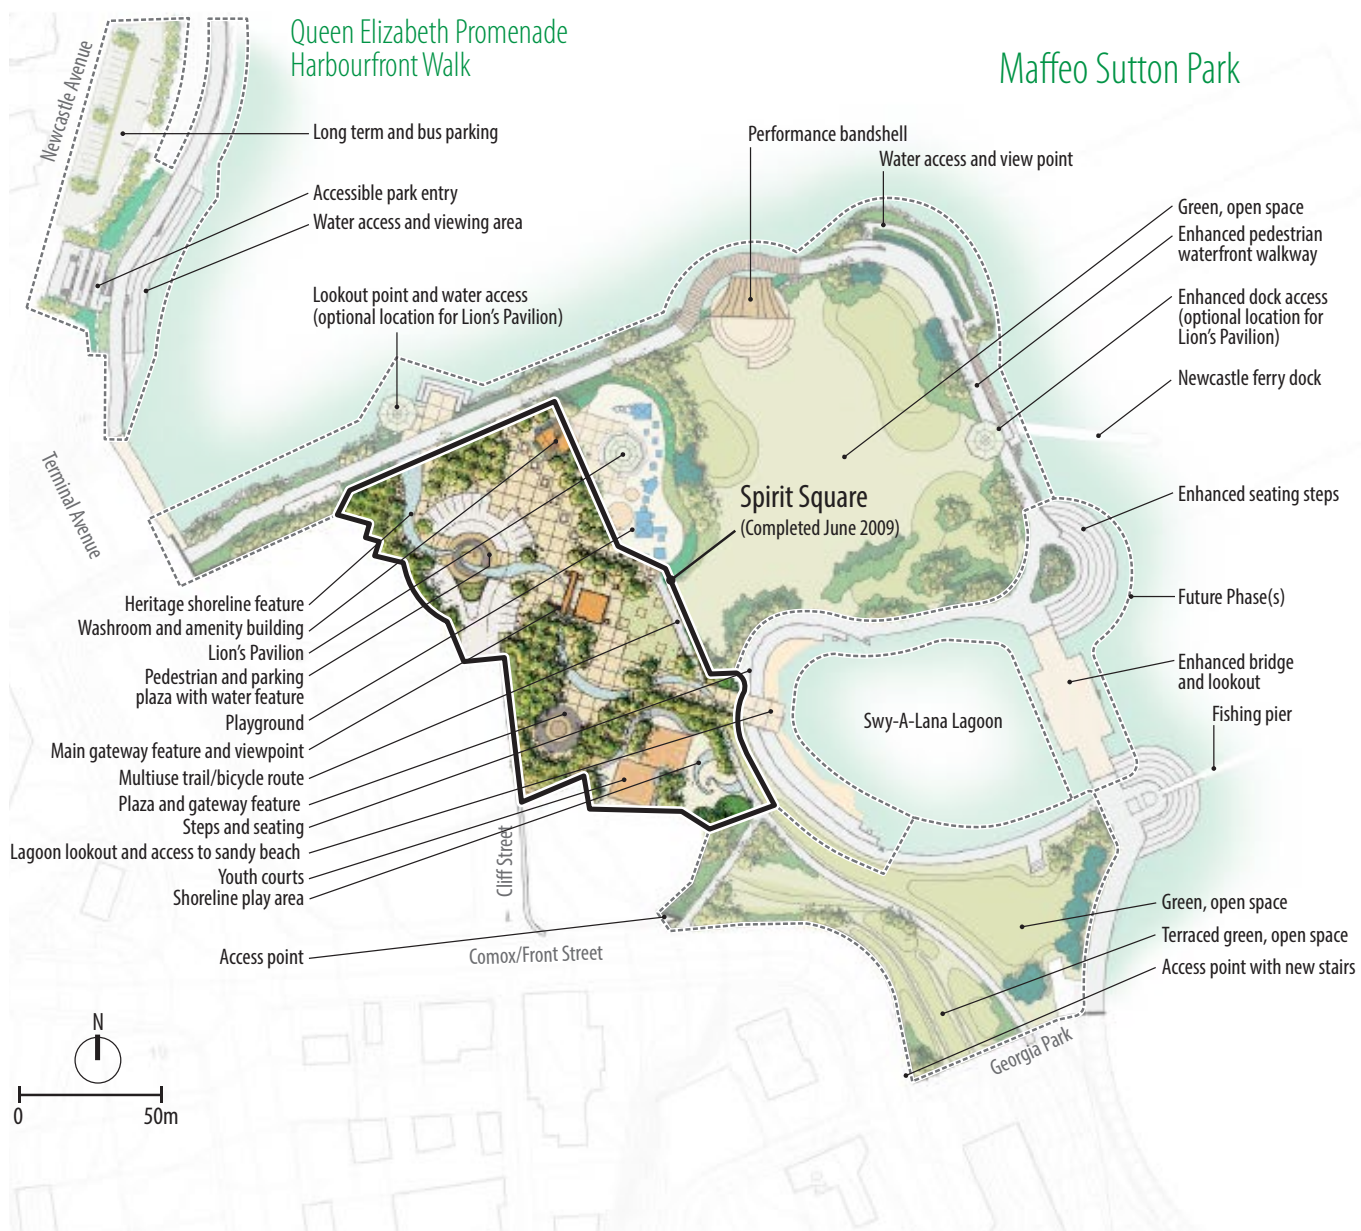 Queen Elizabeth Promenade
Harbourfront Walk
Maffeo Sutton Park
Newcastle Avenue
Long term and bus parking
Accessible park entry
Water access and viewing area
Lookout point and water access
(optional location for Lion's Pavilion)
Performance bandshell
Water access and view point
Green, open space
Enhanced pedestrian
waterfront walkway
Enhanced dock access
(optional location for
Lion's Pavilion)
Newcastle ferry dock
Terminal Avenue
Spirit Square
(Completed June 2009)
Enhanced seating steps
Future Phase(s)
Enhanced bridge
and lookout
Fishing pier
Swy-A-Lana Lagoon
Heritage shoreline feature
Washroom and amenity building
Lion's Pavilion
Pedestrian and parking
plaza with water feature
Playground
Main gateway feature and viewpoint
Multiuse trail/bicycle route
Plaza and gateway feature
Steps and seating
Lagoon lookout and access to sandy beach
Youth courts
Shoreline play area
Access point
Cliff Street
Comox/Front Street
Green, open space
Terraced green, open space
Access point with new stairs
Georgia Park
N
0 50m